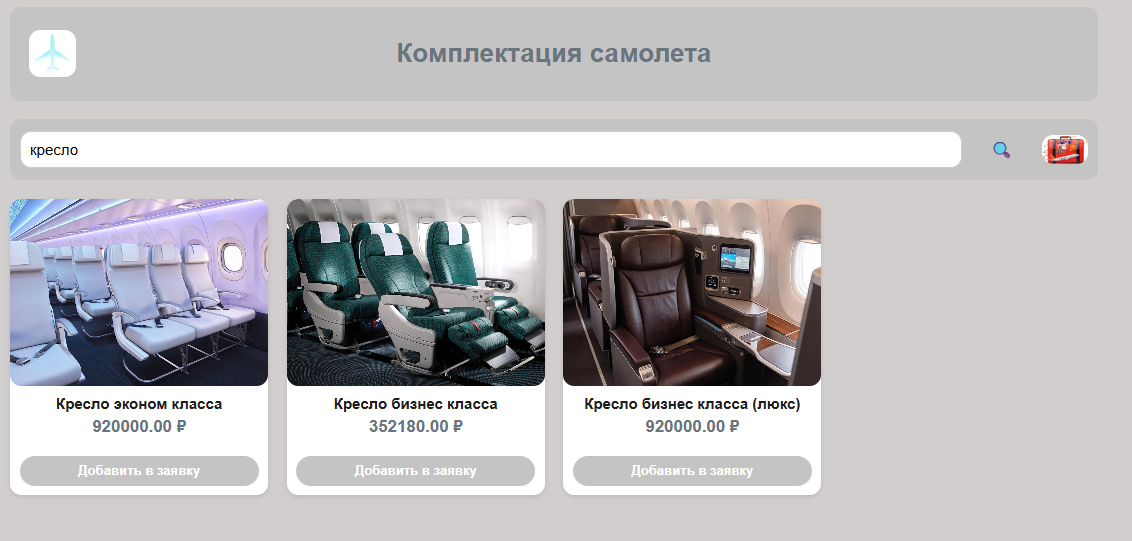 Комплектация самолета
кресло
Кресло эконом класса
920000.00 ₽
Добавить в заявку
Кресло бизнес класса
352180.00 ₽
Добавить в заявку
Кресло бизнес класса (люкс)
920000.00 ₽
Добавить в заявку